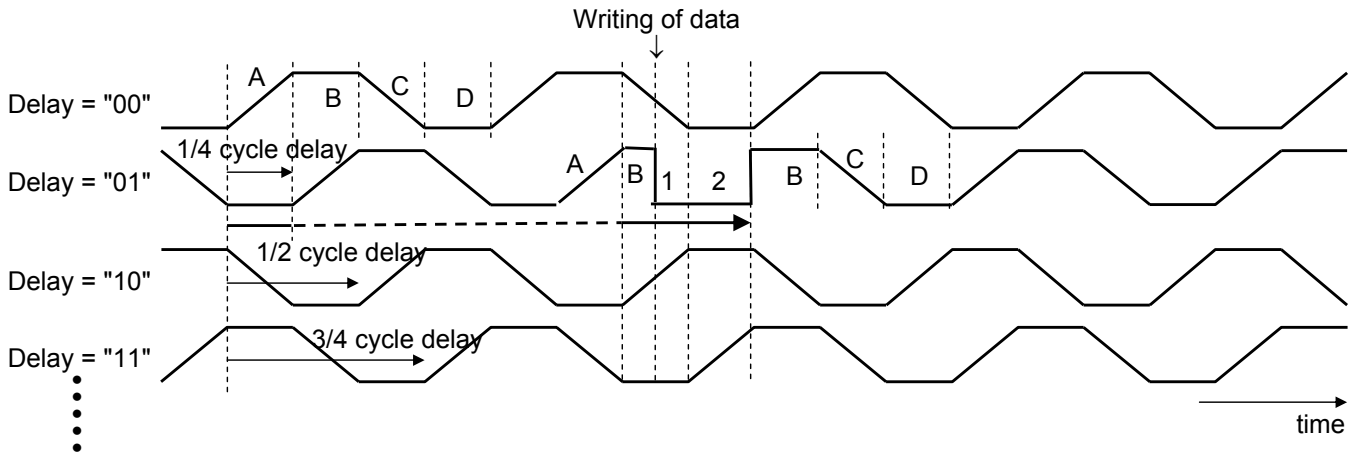 Writing of data
↓
Delay = "00" A B C D
1/4 cycle delay
Delay = "01" A B 1 2 B C D
1/2 cycle delay
Delay = "10"
3/4 cycle delay
Delay = "11"
time